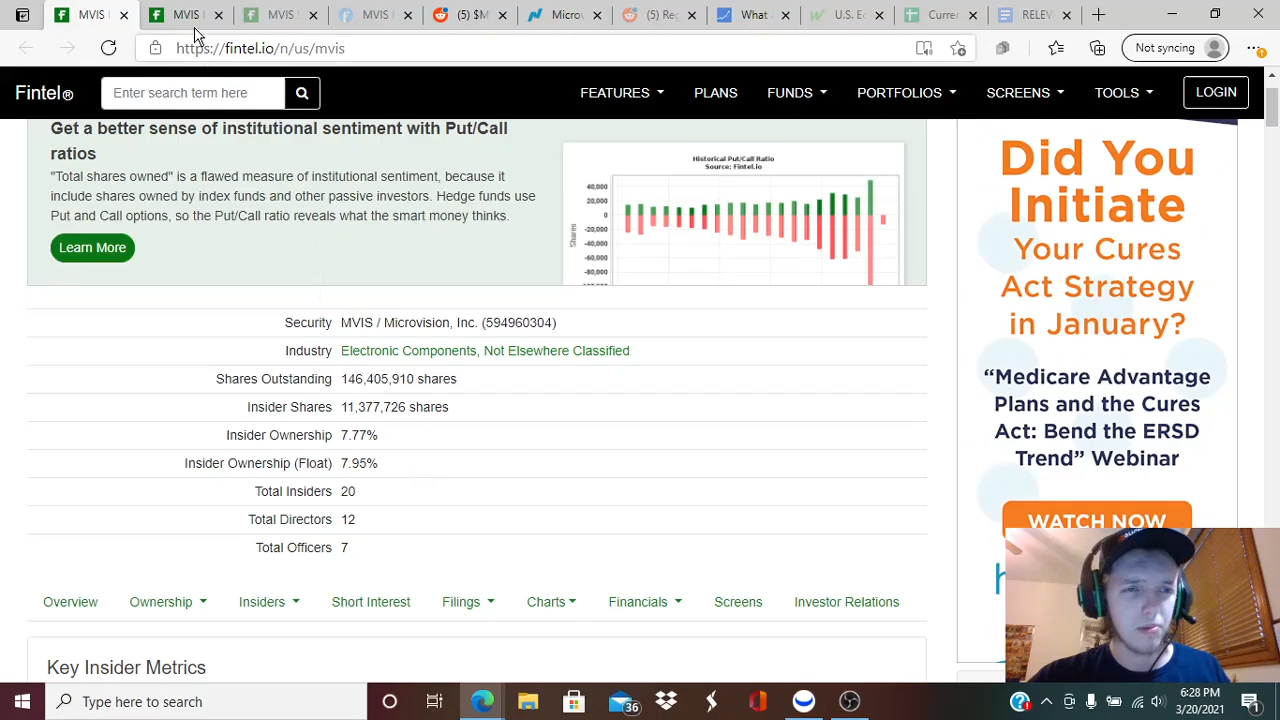 MVIS
MVIS
MVIS
MVIS
(5) $M
Micro
(5) Re
What
U.S. E
Curre
RELEV
https://fintel.io/n/us/mvis
Not syncing
Fintel®
Enter search term here
FEATURES
PLANS
FUNDS
PORTFOLIOS
SCREENS
TOOLS
LOGIN
Get a better sense of institutional sentiment with Put/Call
ratios
"Total shares owned" is a flawed measure of institutional sentiment, because it
include shares owned by index funds and other passive investors. Hedge funds use
Put and Call options, so the Put/Call ratio reveals what the smart money thinks.
Learn More
Historical Put/Call Ratio
Source: Fintel.io
Shares
40,000
20,000
0
-20,000
-40,000
-60,000
-80,000
Security MVIS / Microvision, Inc. (594960304)
Industry Electronic Components, Not Elsewhere Classified
Shares Outstanding 146,405,910 shares
Insider Shares 11,377,726 shares
Insider Ownership 7.77%
Insider Ownership (Float) 7.95%
Total Insiders 20
Total Directors 12
Total Officers 7
Overview
Ownership
Insiders
Short Interest
Filings
Charts
Financials
Screens
Investor Relations
Key Insider Metrics
Did You
Initiate
Your Cures
Act Strategy
in January?
“Medicare Advantage
Plans and the Cures
Act: Bend the ERSD
Trend” Webinar
WATCH NOW
Type here to search
36
6:28 PM
3/20/2021
1